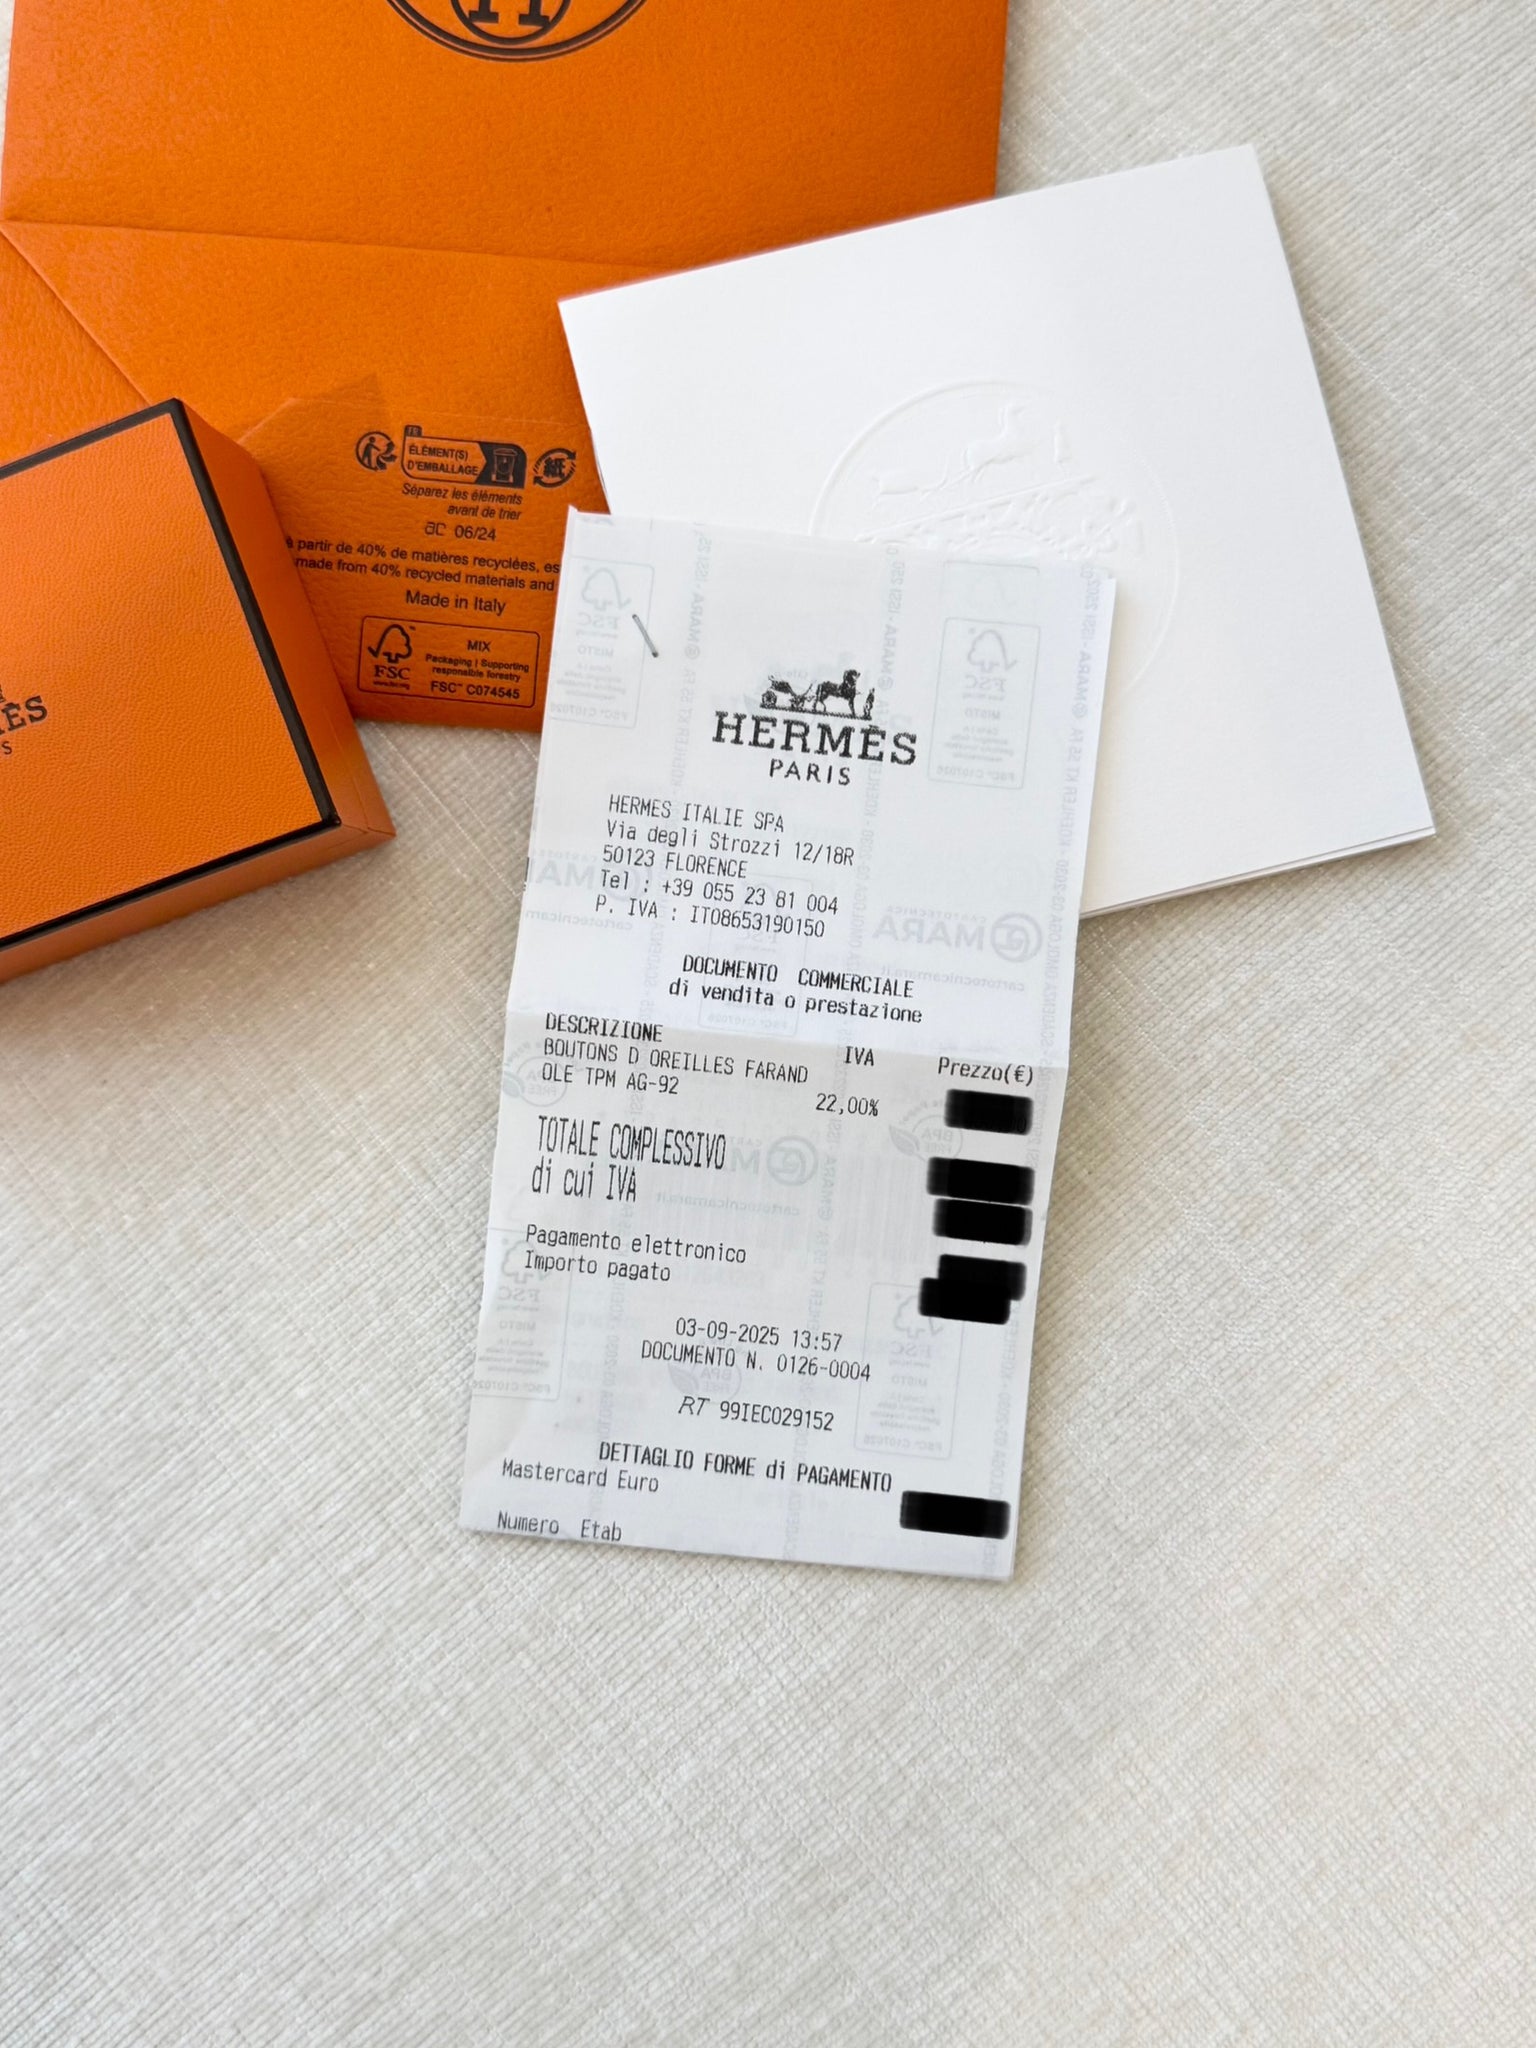 H
FR
ÉLÉMENT(S)
D'EMBALLAGE
Séparez les éléments
avant de trier
06/24
à partir de 40% de matières recyclées, es
made from 40% recycled materials and
Made in Italy
MIX
Packaging | Supporting
responsible forestry
FSC
www.fsc.org
FSC™ C074545
HERMÈS
PARIS
HERMES ITALIE SPA
Via degli Strozzi 12/18R
50123 FLORENCE
Tel : +39 055 23 81 004
P. IVA : IT08653190150
DOCUMENTO COMMERCIALE
di vendita o prestazione
DESCRIZIONE IVA Prezzo(€)
BOUTONS D OREILLES FARAND
OLE TPM AG-92 22,00%
TOTALE COMPLESSIVO
di cui IVA
Pagamento elettronico
Importo pagato
03-09-2025 13:57
DOCUMENTO N. 0126-0004
RT 99IEC029152
DETTAGLIO FORME di PAGAMENTO
Mastercard Euro
Numero Etab